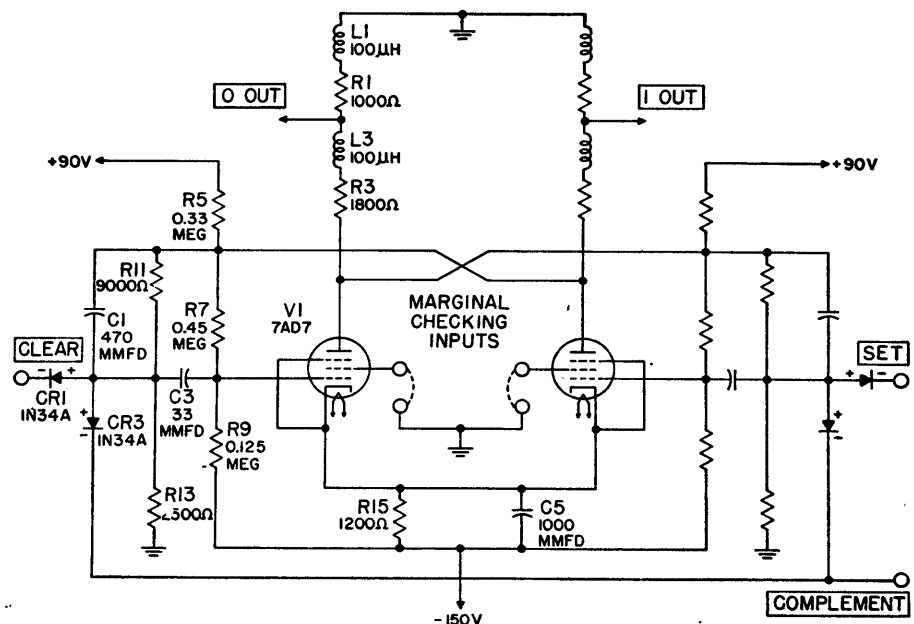 L1
100µH
R1
1000Ω
0 OUT
1 OUT
L3
100µH
+90V
+90V
R5
0.33
MEG
R3
1800Ω
R11
9000Ω
R7
0.45
MEG
V1
7AD7
MARGINAL
CHECKING
INPUTS
C1
470
MMFD
CLEAR
SET
- +
+ -
CR1
1N34A
C3
33
MMFD
+
-
CR3
1N34A
+
-
R9
0.125
MEG
R13
R15
1200Ω
C5
1000
MMFD
COMPLEMENT
-150V